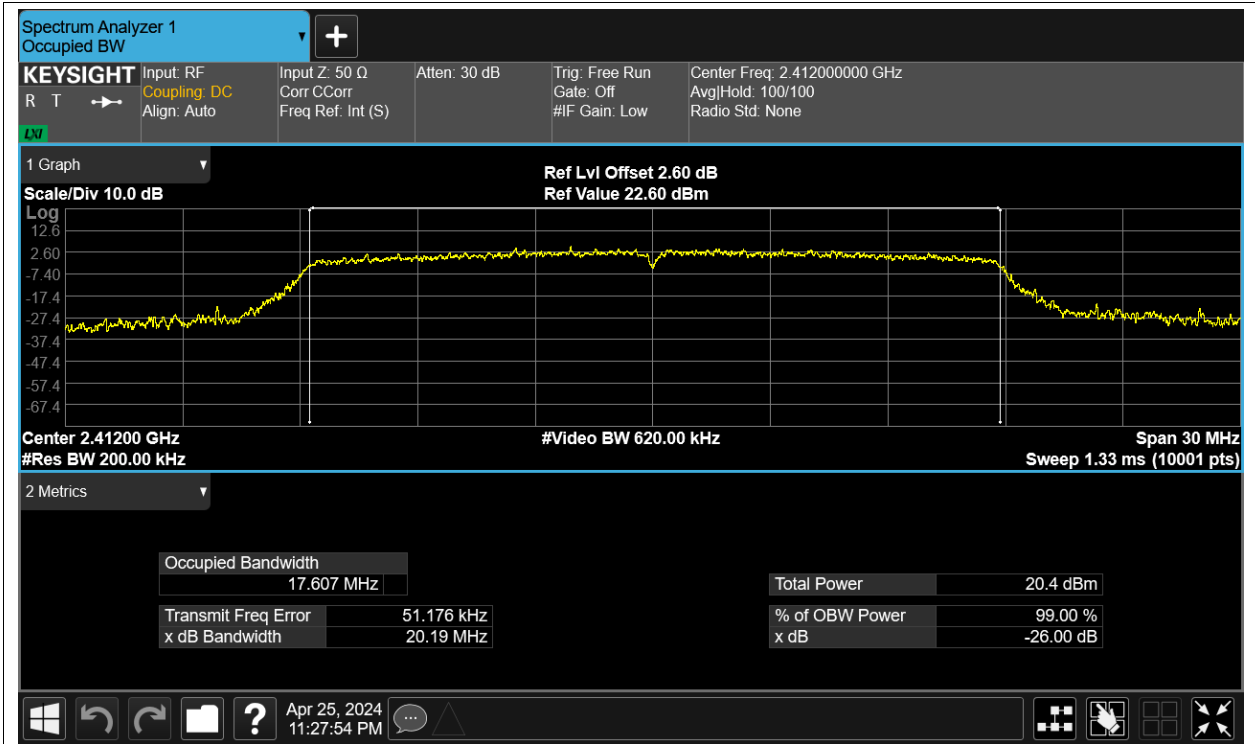 Spectrum Analyzer 1
Occupied BW
KEYSIGHT
R T
LXI
Input: RF
Coupling: DC
Align: Auto
Input Z: 50 Ω
Corr CCorr
Freq Ref: Int (S)
Atten: 30 dB
Trig: Free Run
Gate: Off
#IF Gain: Low
Center Freq: 2.412000000 GHz
Avg|Hold: 100/100
Radio Std: None
1 Graph
Scale/Div 10.0 dB
Ref Lvl Offset 2.60 dB
Ref Value 22.60 dBm
Log
12.6
2.60
-7.40
-17.4
-27.4
-37.4
-47.4
-57.4
-67.4
Center 2.41200 GHz
#Res BW 200.00 kHz
#Video BW 620.00 kHz
Span 30 MHz
Sweep 1.33 ms (10001 pts)
2 Metrics
Occupied Bandwidth
17.607 MHz
Transmit Freq Error 51.176 kHz
x dB Bandwidth 20.19 MHz
Total Power 20.4 dBm
% of OBW Power 99.00 %
x dB -26.00 dB
?
Apr 25, 2024
11:27:54 PM